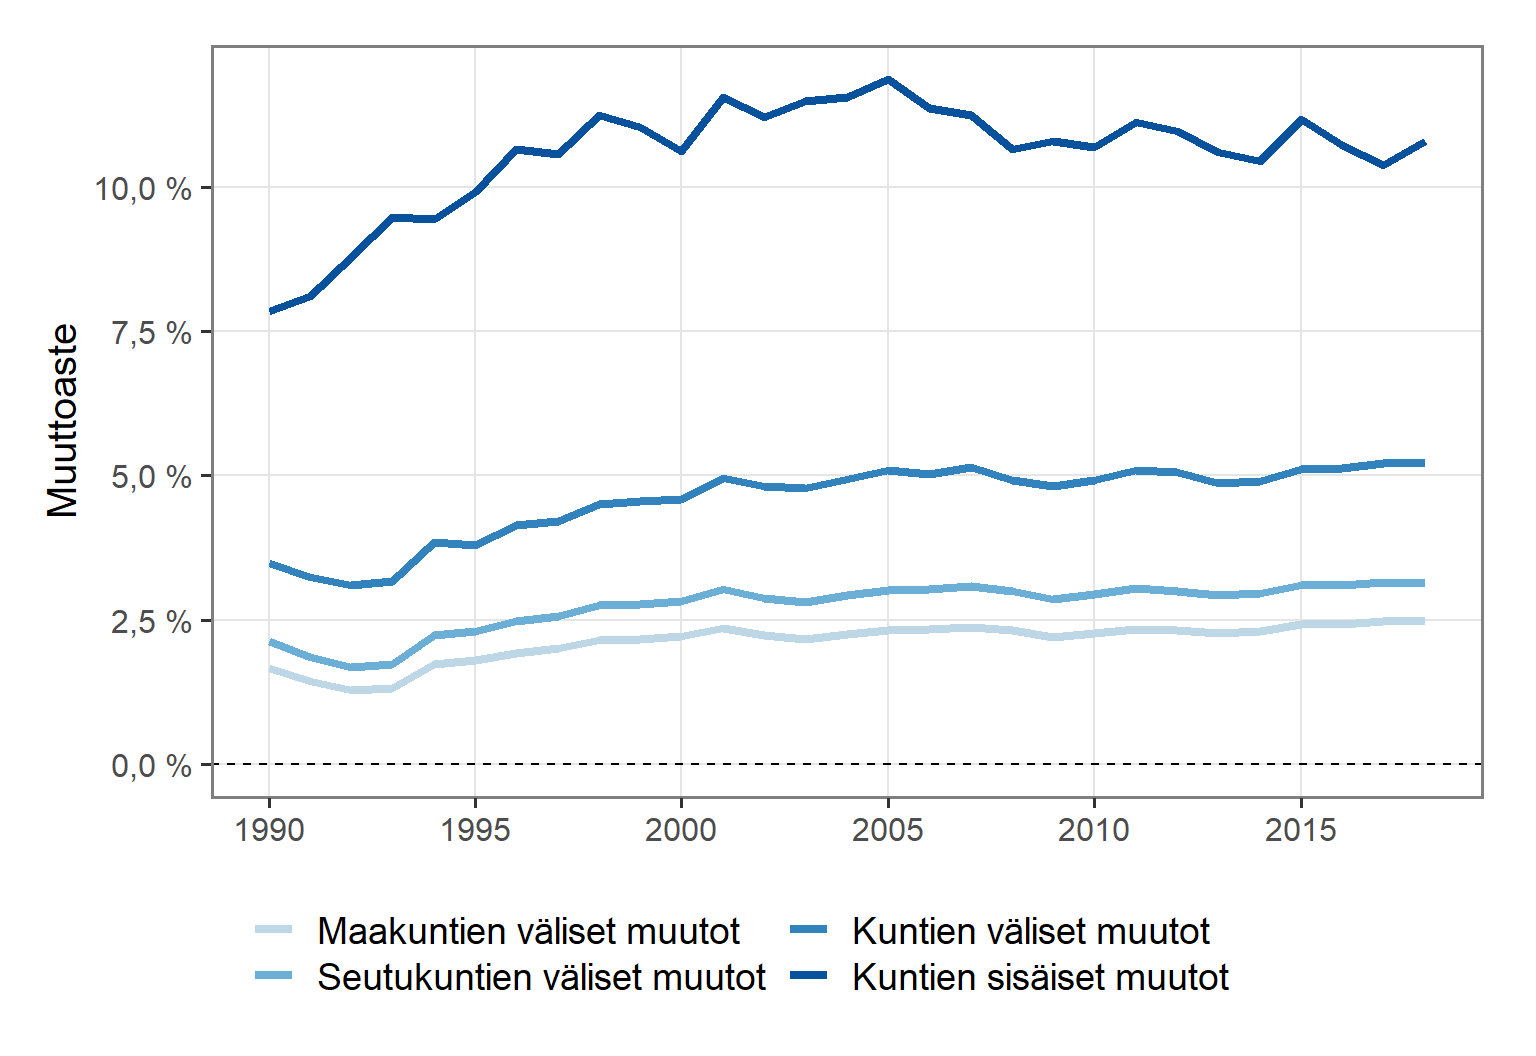 Muuttoaste
10,0 %
7,5 %
5,0 %
2,5 %
0,0 %
1990 1995 2000 2005 2010 2015
Maakuntien väliset muutot Kuntien väliset muutot
Seutukuntien väliset muutot Kuntien sisäiset muutot